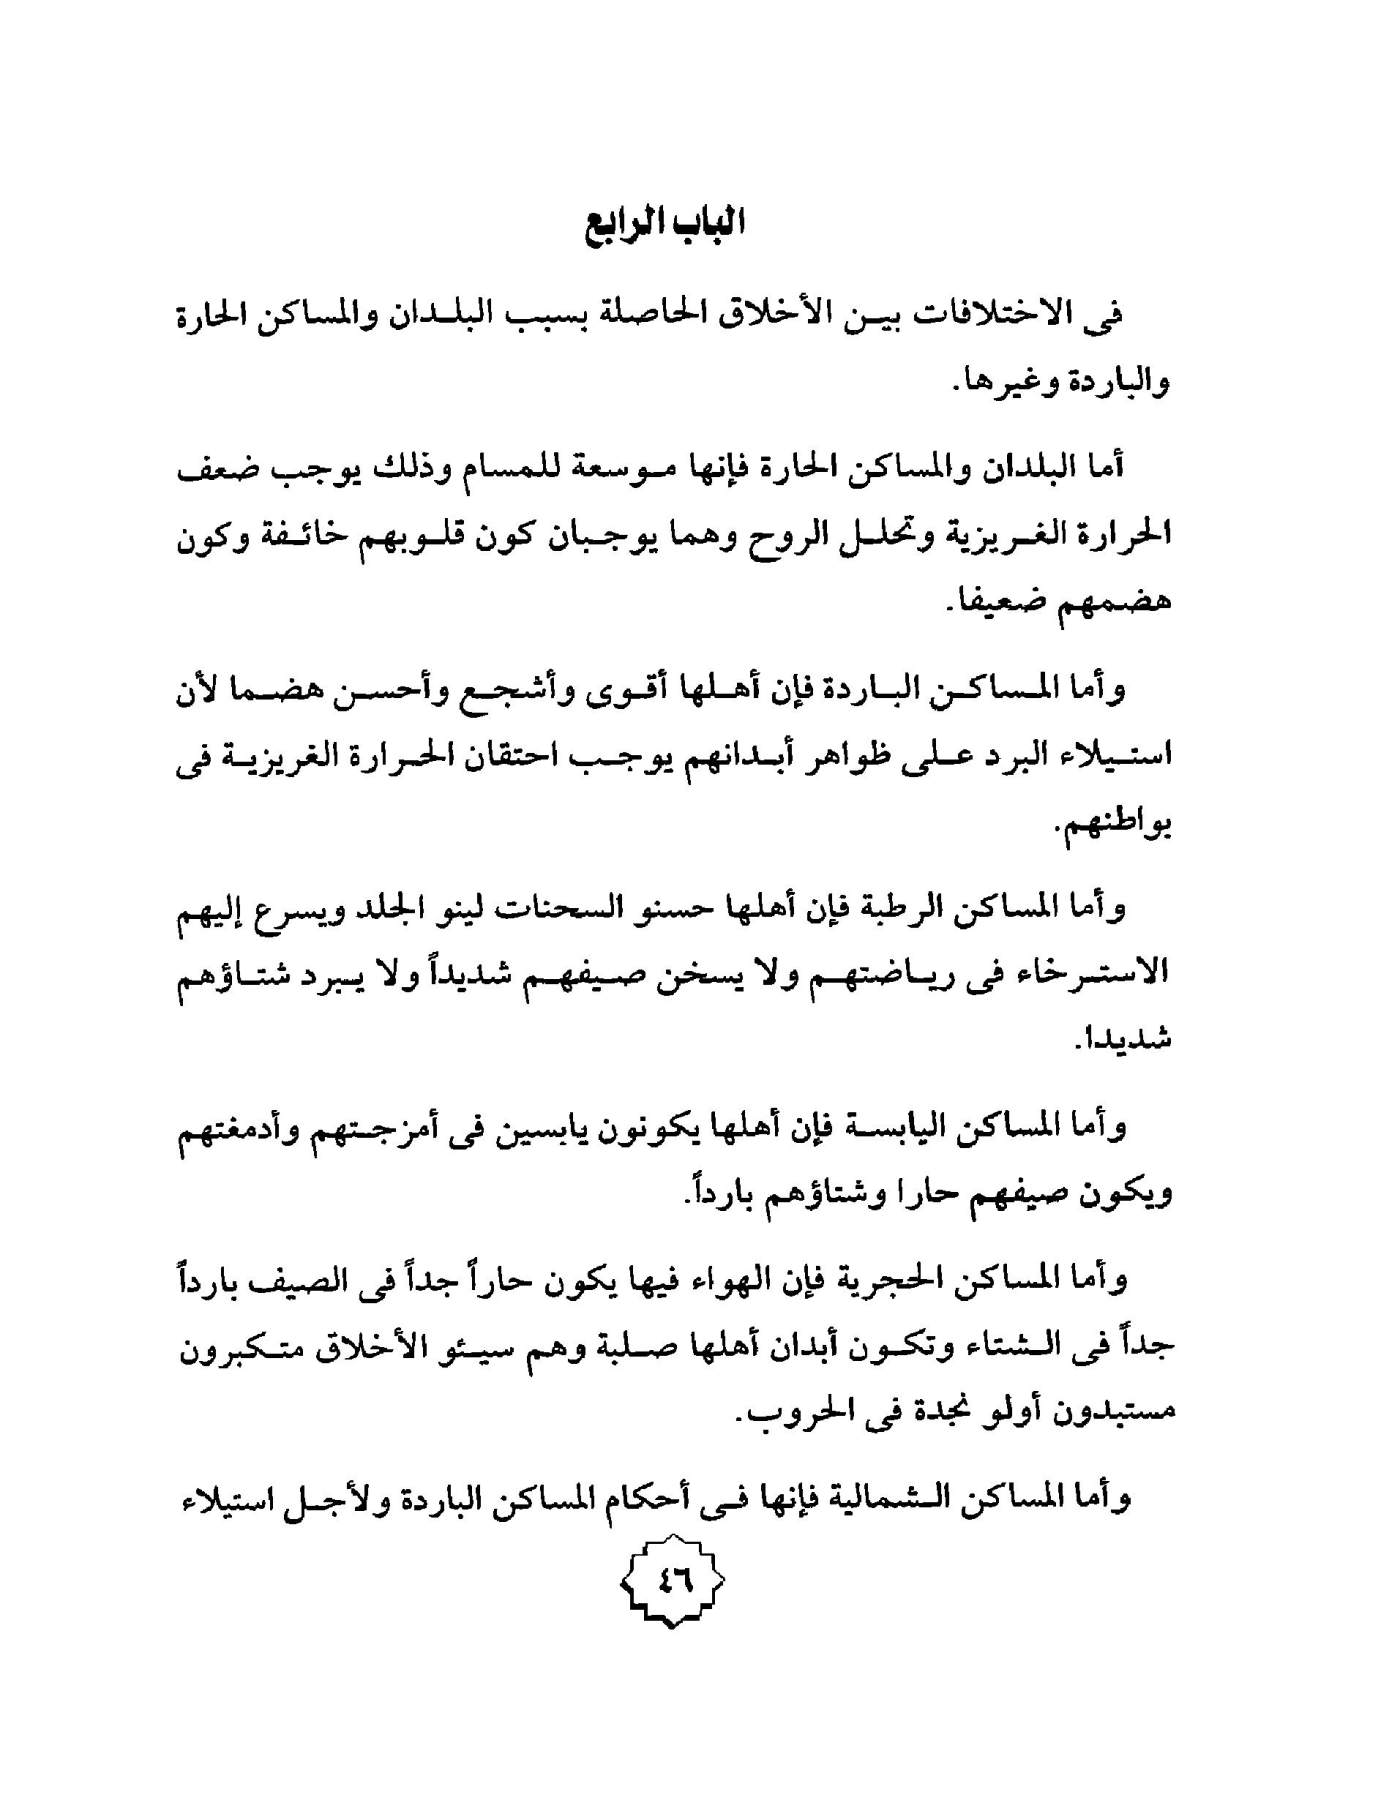 الباب الرابع
فى الاختلافات بين الأخلاق الحاصلة بسبب البلدان والمساكن الحارة
والباردة وغيرها.
أما البلدان والمساكن الحارة فإنها موسعة للمسام وذلك يوجب ضعف
الحرارة الغريزية وتحلل الروح وهما يوجبان كون قلوبهم خائفة وكون
هضمهم ضعيفا.
وأما المساكن الباردة فإن أهلها أقوى وأشجع وأحسن هضما لأن
استيلاء البرد على ظواهر أبدانهم يوجب احتقان الحرارة الغريزية فى
بواطنهم.
وأما المساكن الرطبة فإن أهلها حسنو السحنات لينو الجلد ويسرع إليهم
الاسترخاء فى رياضتهم ولا يسخن صيفهم شديداً ولا يبرد شتاؤهم
شديدا.
وأما المساكن اليابسة فإن أهلها يكونون يابسين فى أمزجتهم وأدمغتهم
ويكون صيفهم حارا وشتاؤهم بارداً.
وأما المساكن الحجرية فإن الهواء فيها يكون حاراً جداً فى الصيف بارداً
جداً فى الشتاء وتكون أبدان أهلها صلبة وهم سيئو الأخلاق متكبرون
مستبدون أولو نجدة فى الحروب.
وأما المساكن الشمالية فإنها فى أحكام المساكن الباردة ولأجل استيلاء
٤٦